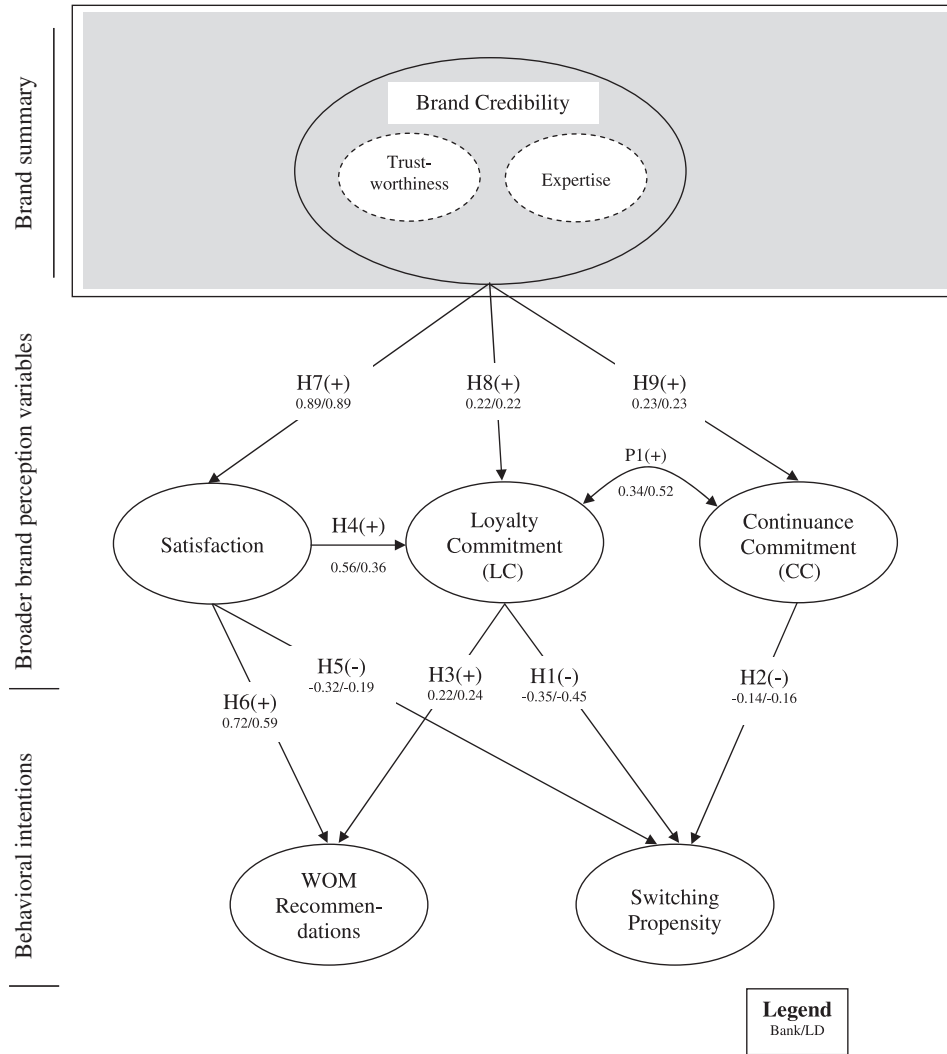 Brand summary
Brand Credibility
Trust-
worthiness
Expertise
Broader brand perception variables
H7(+)
0.89/0.89
H8(+)
0.22/0.22
H9(+)
0.23/0.23
P1(+)
0.34/0.52
Satisfaction
H4(+)
0.56/0.36
Loyalty
Commitment
(LC)
Continuance
Commitment
(CC)
H5(-)
-0.32/-0.19
H3(+)
0.22/0.24
H1(-)
-0.35/-0.45
H2(-)
-0.14/-0.16
H6(+)
0.72/0.59
Behavioral intentions
WOM
Recommen-
dations
Switching
Propensity
Legend
Bank/LD